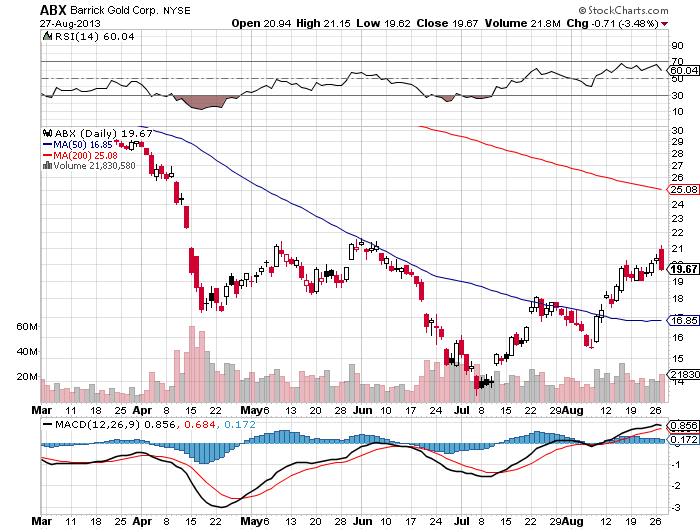 ABX Barrick Gold Corp. NYSE
© StockCharts.com
27-Aug-2013
Open 20.94 High 21.15 Low 19.62 Close 19.67 Volume 21.8M Chg -0.71 (-3.48%)
RSI(14) 60.04
90
70
60.04
50
30
10
ABX (Daily) 19.67
MA(50) 16.85
MA(200) 25.08
Volume 21,830,580
30
29
28
27
26
25.08
24
23
22
21
20
19.67
19
18
17
16.85
16
15
14
21830
60M
40M
20M
Mar 11 18 25 Apr 8 15 22 May 6 13 20 28 Jun 10 17 24 Jul 8 15 22 29 Aug 12 19 26
MACD(12,26,9) 0.856, 0.684, 0.172
0.856
0.172
0
-1
-2
-3
Mar 11 18 25 Apr 8 15 22 May 6 13 20 28 Jun 10 17 24 Jul 8 15 22 29 Aug 12 19 26